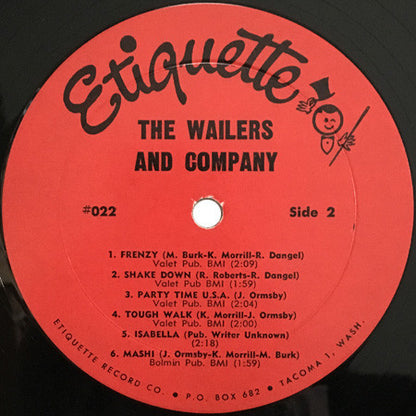 Etiquette
THE WAILERS
AND COMPANY
#022
Side 2
1. FRENZY (M. Burk-K. Morrill-R. Dangel)
Valet Pub. BMI (2:09)
2. SHAKE DOWN (R. Roberts-R. Dangel)
Valet Pub. BMI (1:59)
3. PARTY TIME U.S.A. (J. Ormsby)
Valet Pub. BMI (2:04)
4. TOUGH WALK (K. Morrill-J. Ormsby)
Valet Pub. BMI (2:00)
5. ISABELLA (Pub. Writer Unknown)
(2:18)
6. MASHI (J. Ormsby-K. Morrill-M. Burk)
Bolmin Pub. BMI (1:59)
ETIQUETTE RECORD CO. • P.O. BOX 682 • TACOMA 1, WASH.